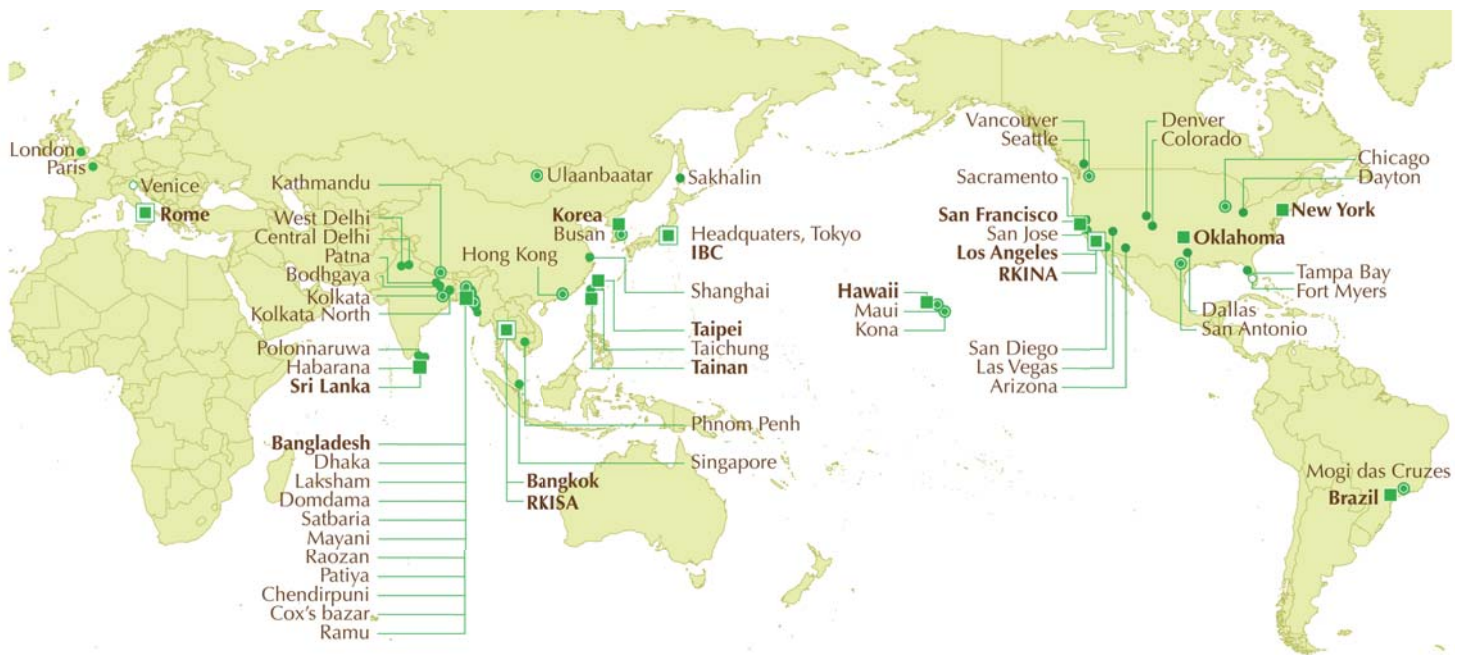 London
Paris
Venice
Rome
Kathmandu
West Delhi
Central Delhi
Patna
Bodhgaya
Kolkata
Kolkata North
Polonnaruwa
Habarana
Sri Lanka
Bangladesh
Dhaka
Laksham
Domdama
Satbaria
Mayani
Raozan
Patiya
Chendirpuni
Cox's bazar
Ramu
Ulaanbaatar
Sakhalin
Korea
Busan
Headquaters, Tokyo
IBC
Hong Kong
Shanghai
Taipei
Taichung
Tainan
Phnom Penh
Singapore
Bangkok
RKISA
Hawaii
Maui
Kona
Vancouver
Seattle
Sacramento
San Francisco
San Jose
Los Angeles
RKINA
San Diego
Las Vegas
Arizona
Denver
Colorado
Chicago
Dayton
New York
Oklahoma
Tampa Bay
Fort Myers
Dallas
San Antonio
Mogi das Cruzes
Brazil